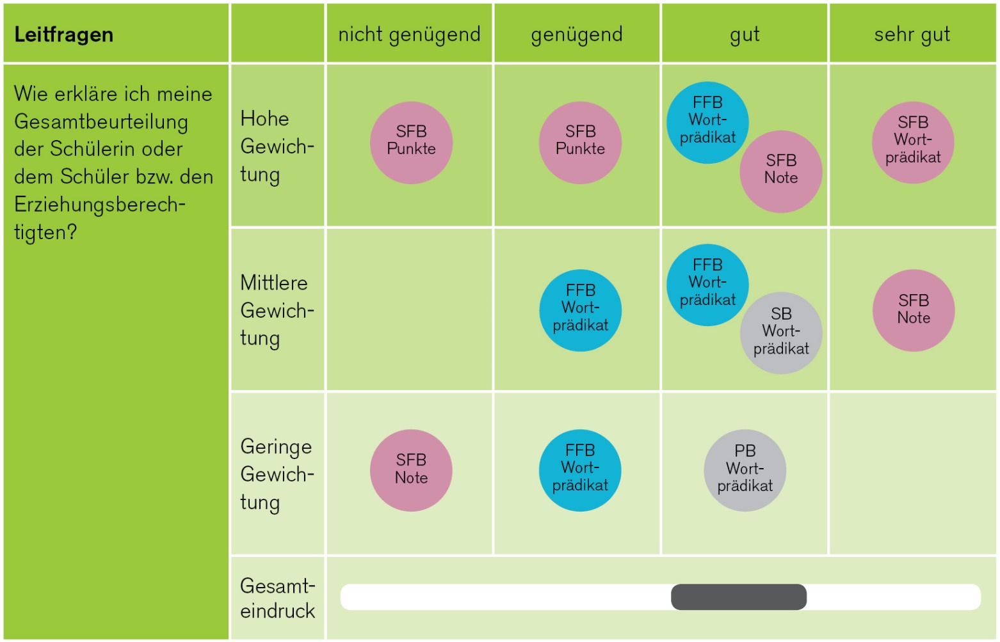 Leitfragen
nicht genügend
genügend
gut
sehr gut
Wie erkläre ich meine
Gesamtbeurteilung
der Schülerin oder
dem Schüler bzw. den
Erziehungsberech-
tigten?
Hohe
Gewich-
tung
SFB
Punkte
SFB
Punkte
FFB
Wort-
prädikat
SFB
Note
SFB
Wort-
prädikat
Mittlere
Gewich-
tung
FFB
Wort-
prädikat
FFB
Wort-
prädikat
SB
Wort-
prädikat
SFB
Note
Geringe
Gewich-
tung
SFB
Note
FFB
Wort-
prädikat
PB
Wort-
prädikat
Gesamt-
eindruck